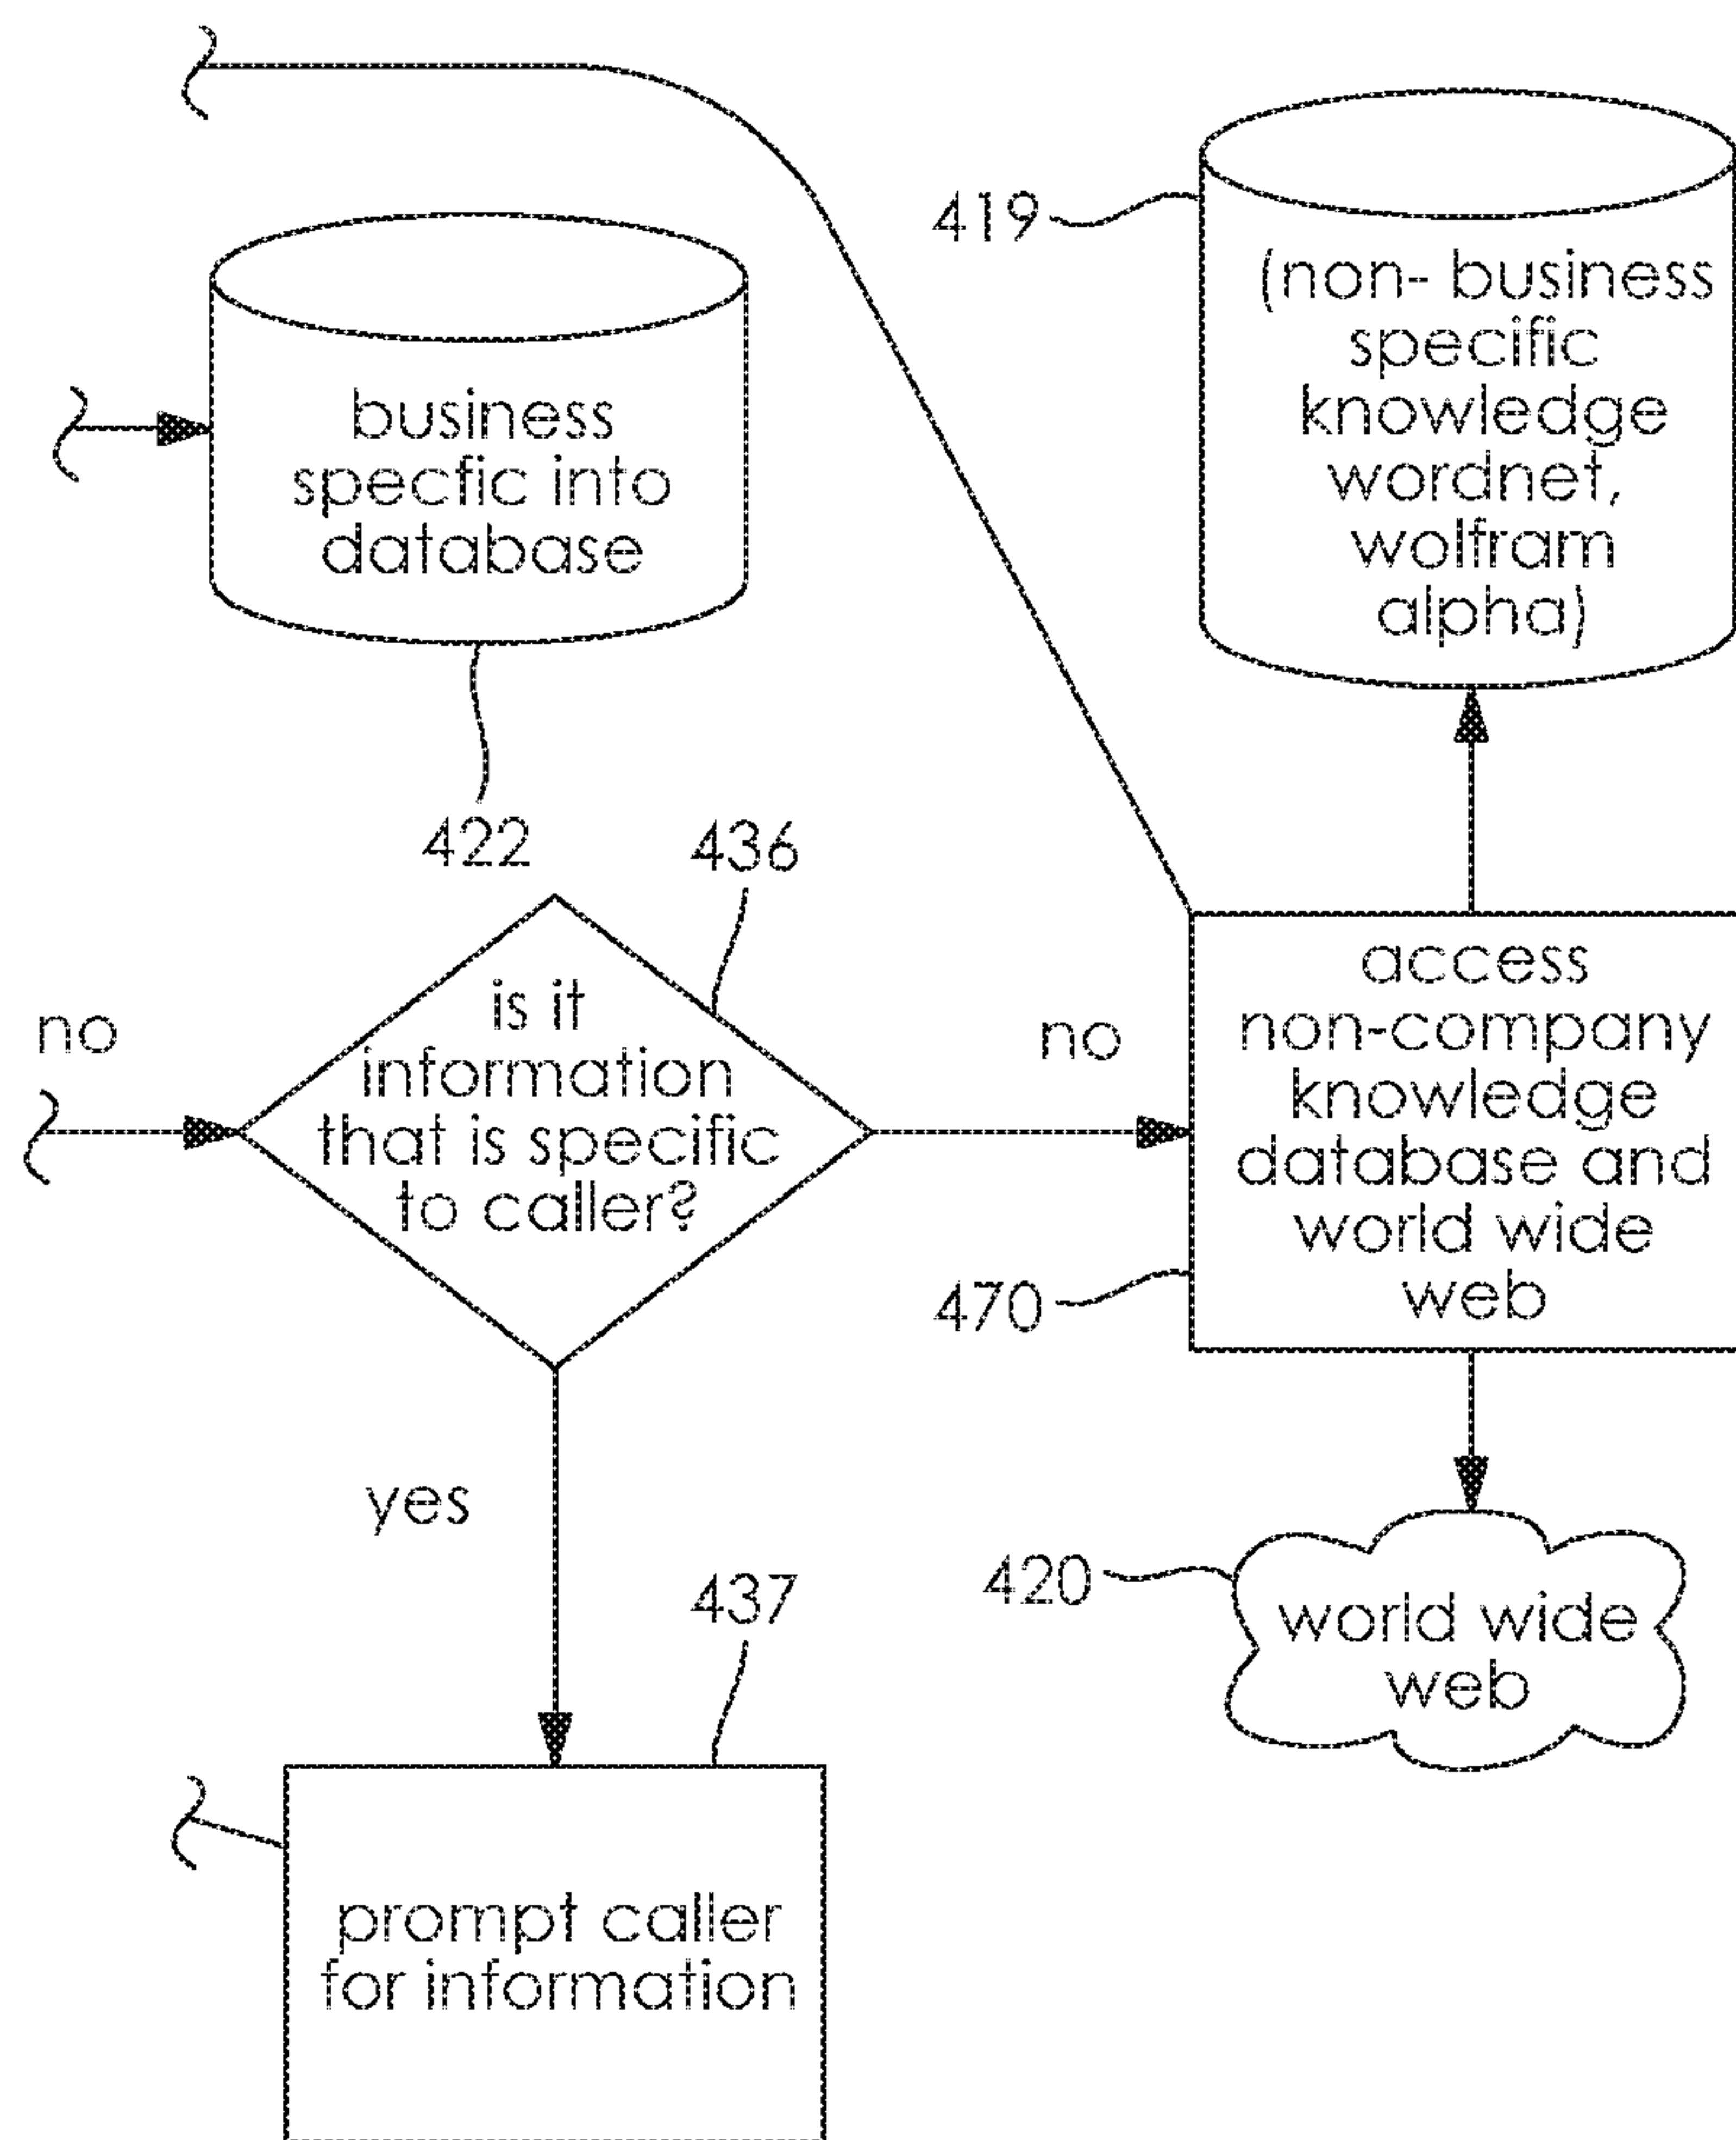 419
(non- business
specific
knowledge
wordnet,
wolfram
alpha)
business
specfic into
database
422
436
no
is it
information
that is specific
to caller?
no
access
non-company
knowledge
database and
world wide
web
470
yes
437
420
world wide
web
prompt caller
for information